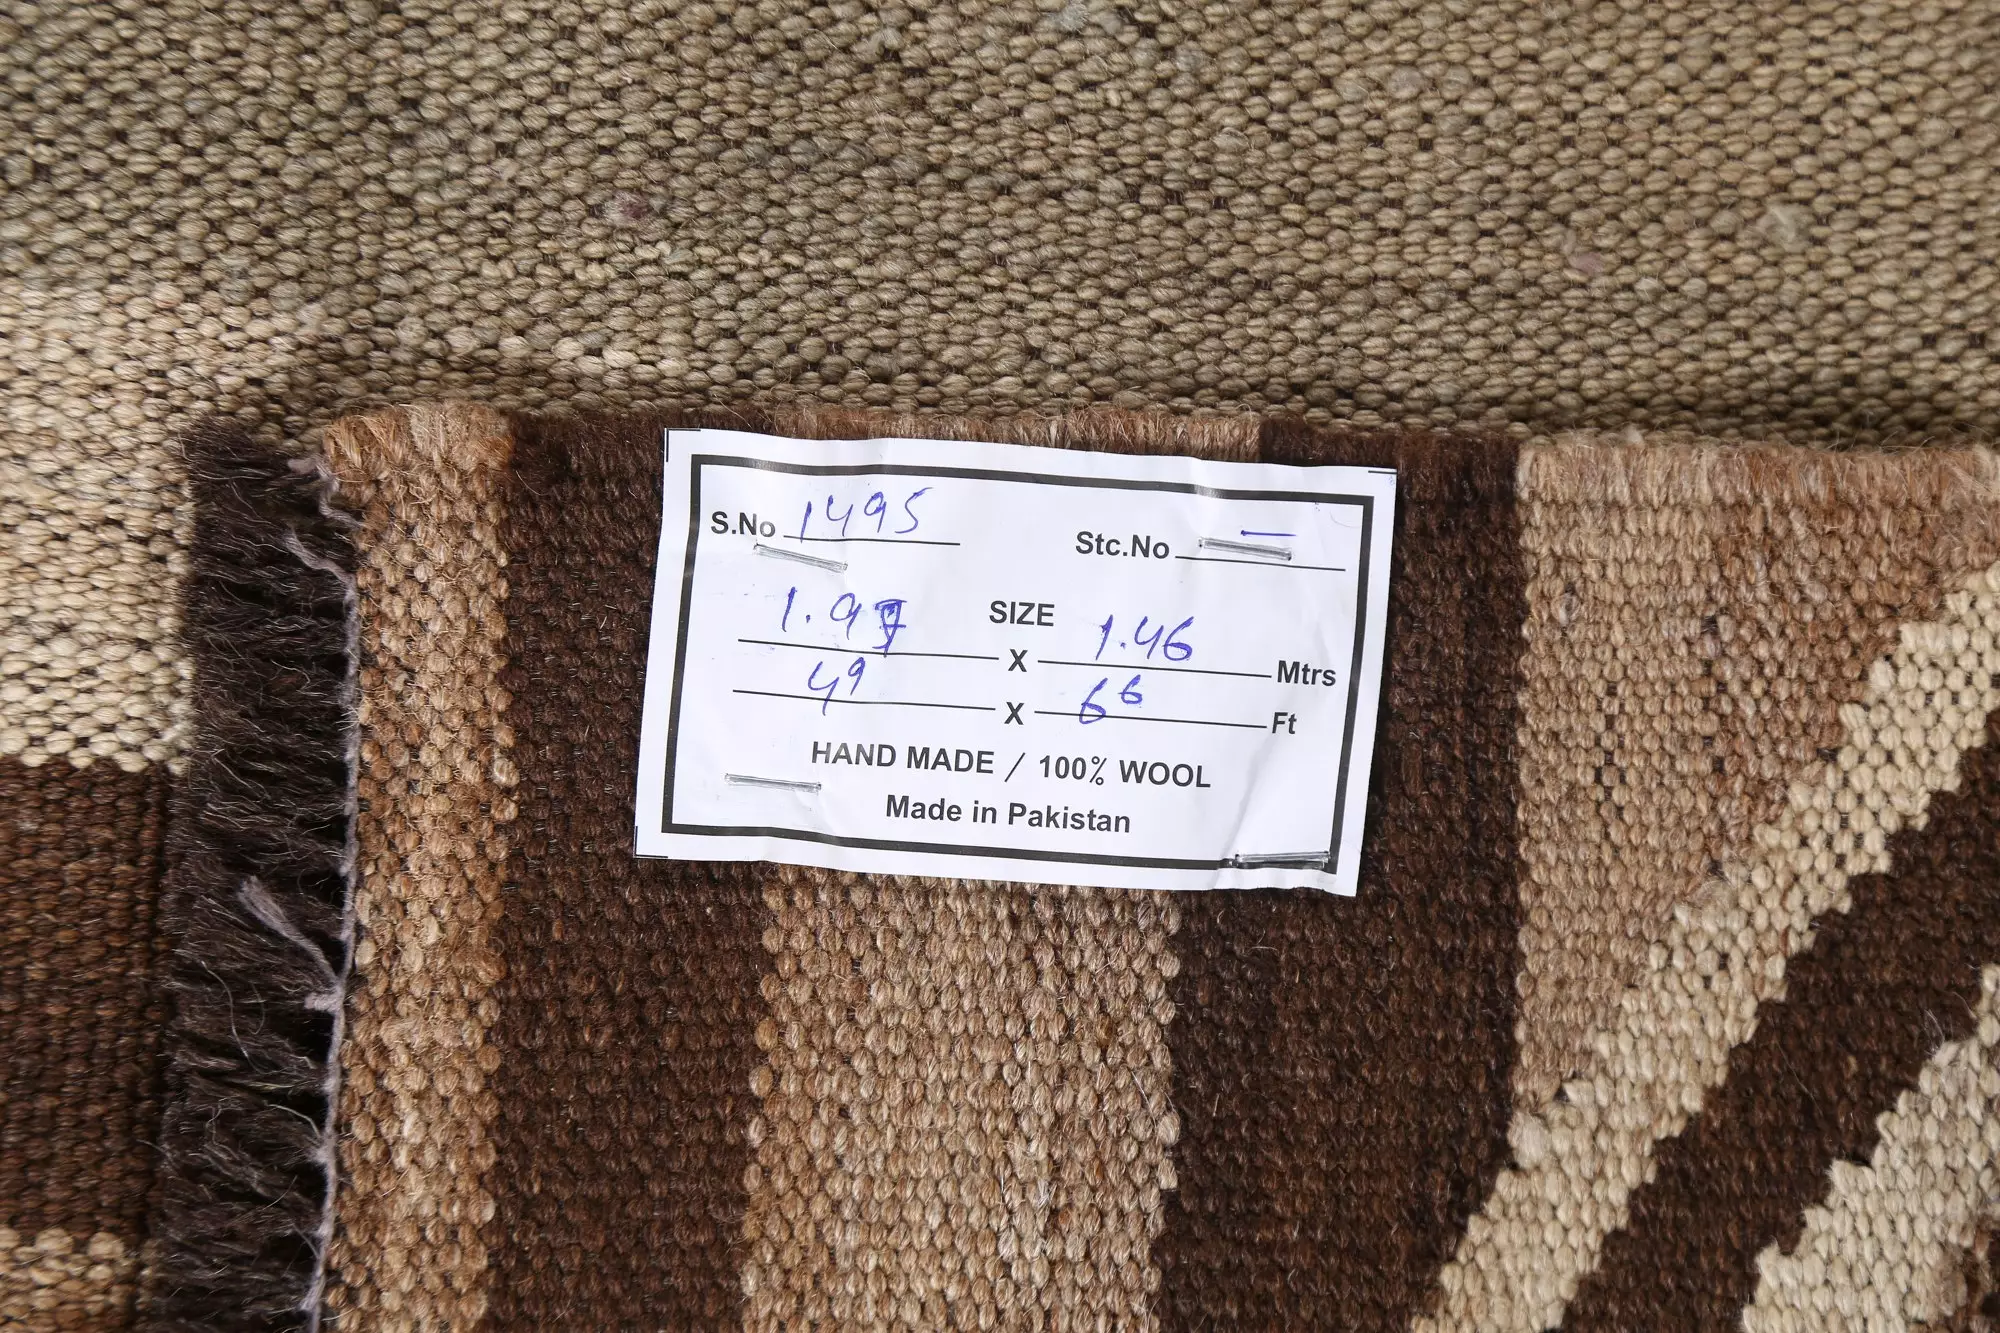 S.No 1495 Stc.No —
SIZE
1.97 X 1.46 Mtrs
4⁹ X 6⁶ Ft
HAND MADE / 100% WOOL
Made in Pakistan